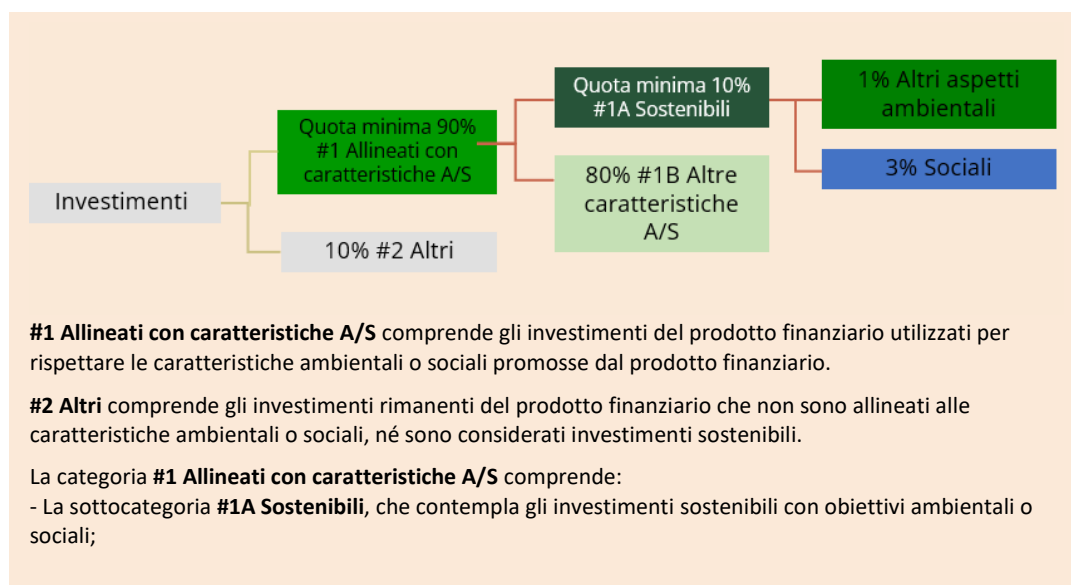 Investimenti
Quota minima 90%
#1 Allineati con
caratteristiche A/S
10% #2 Altri
Quota minima 10%
#1A Sostenibili
80% #1B Altre
caratteristiche
A/S
1% Altri aspetti
ambientali
3% Sociali
#1 Allineati con caratteristiche A/S comprende gli investimenti del prodotto finanziario utilizzati per
rispettare le caratteristiche ambientali o sociali promosse dal prodotto finanziario.
#2 Altri comprende gli investimenti rimanenti del prodotto finanziario che non sono allineati alle
caratteristiche ambientali o sociali, né sono considerati investimenti sostenibili.
La categoria #1 Allineati con caratteristiche A/S comprende:
- La sottocategoria #1A Sostenibili, che contempla gli investimenti sostenibili con obiettivi ambientali o
sociali;